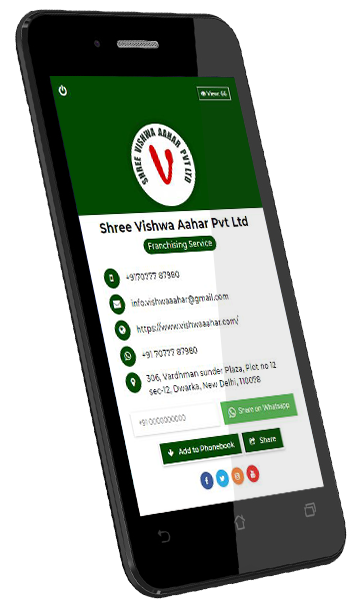 View: 66
SHREE VISHWA AAHAR PVT LTD
V
Shree Vishwa Aahar Pvt Ltd
Franchising Service
+9170777 87980
info.vishwaaahar@gmail.com
https://www.vishwaaahar.com/
+91 70777 87980
306, Vardhman sunder Plaza, Plot no 12
sec-12, Dwarka, New Delhi, 110078
+91 0000000000
Share on Whatsapp
Add to Phonebook
Share